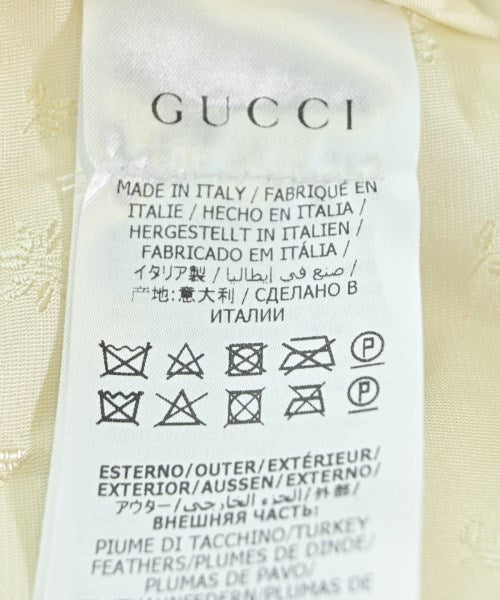 GUCCI
MADE IN ITALY / FABRIQUÉ EN
ITALIE / HECHO EN ITALIA /
HERGESTELLT IN ITALIEN /
FABRICADO EM ITÁLIA /
イタリア製 / صنع في إيطاليا /
产地:意大利 / СДЕЛАНО В
ИТАЛИИ
P
P
ESTERNO/OUTER/EXTÉRIEUR/
EXTERIOR/AUSSEN/EXTERNO/
アウター/الجزء الخارجي/外部/
ВНЕШНЯЯ ЧАСТЬ:
PIUME DI TACCHINO/TURKEY
FEATHERS/PLUMES DE DINDE/
PLUMAS DE PAVO/
PLUMAS DE